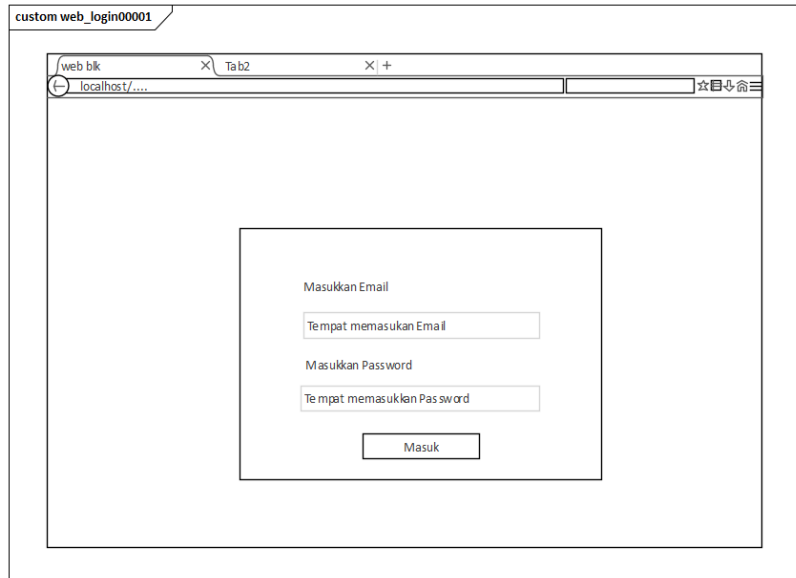 custom web_login00001
web blk
Tab2
localhost/....
Masukkan Email
Tempat memasukan Email
Masukkan Password
Tempat memasukkan Password
Masuk